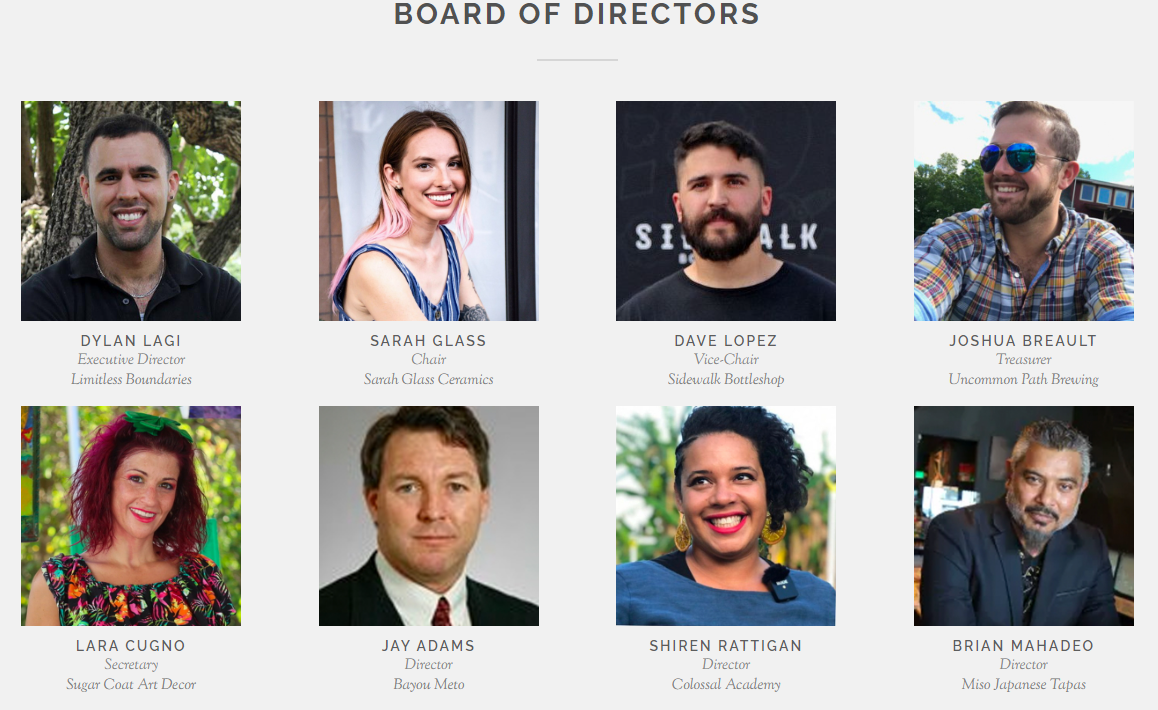 BOARD OF DIRECTORS
DYLAN LAGI
Executive Director
Limitless Boundaries
SARAH GLASS
Chair
Sarah Glass Ceramics
DAVE LOPEZ
Vice-Chair
Sidewalk Bottleshop
JOSHUA BREAULT
Treasurer
Uncommon Path Brewing
LARA CUGNO
Secretary
Sugar Coat Art Decor
JAY ADAMS
Director
Bayou Meto
SHIREN RATTIGAN
Director
Colossal Academy
BRIAN MAHADEO
Director
Miso Japanese Tapas